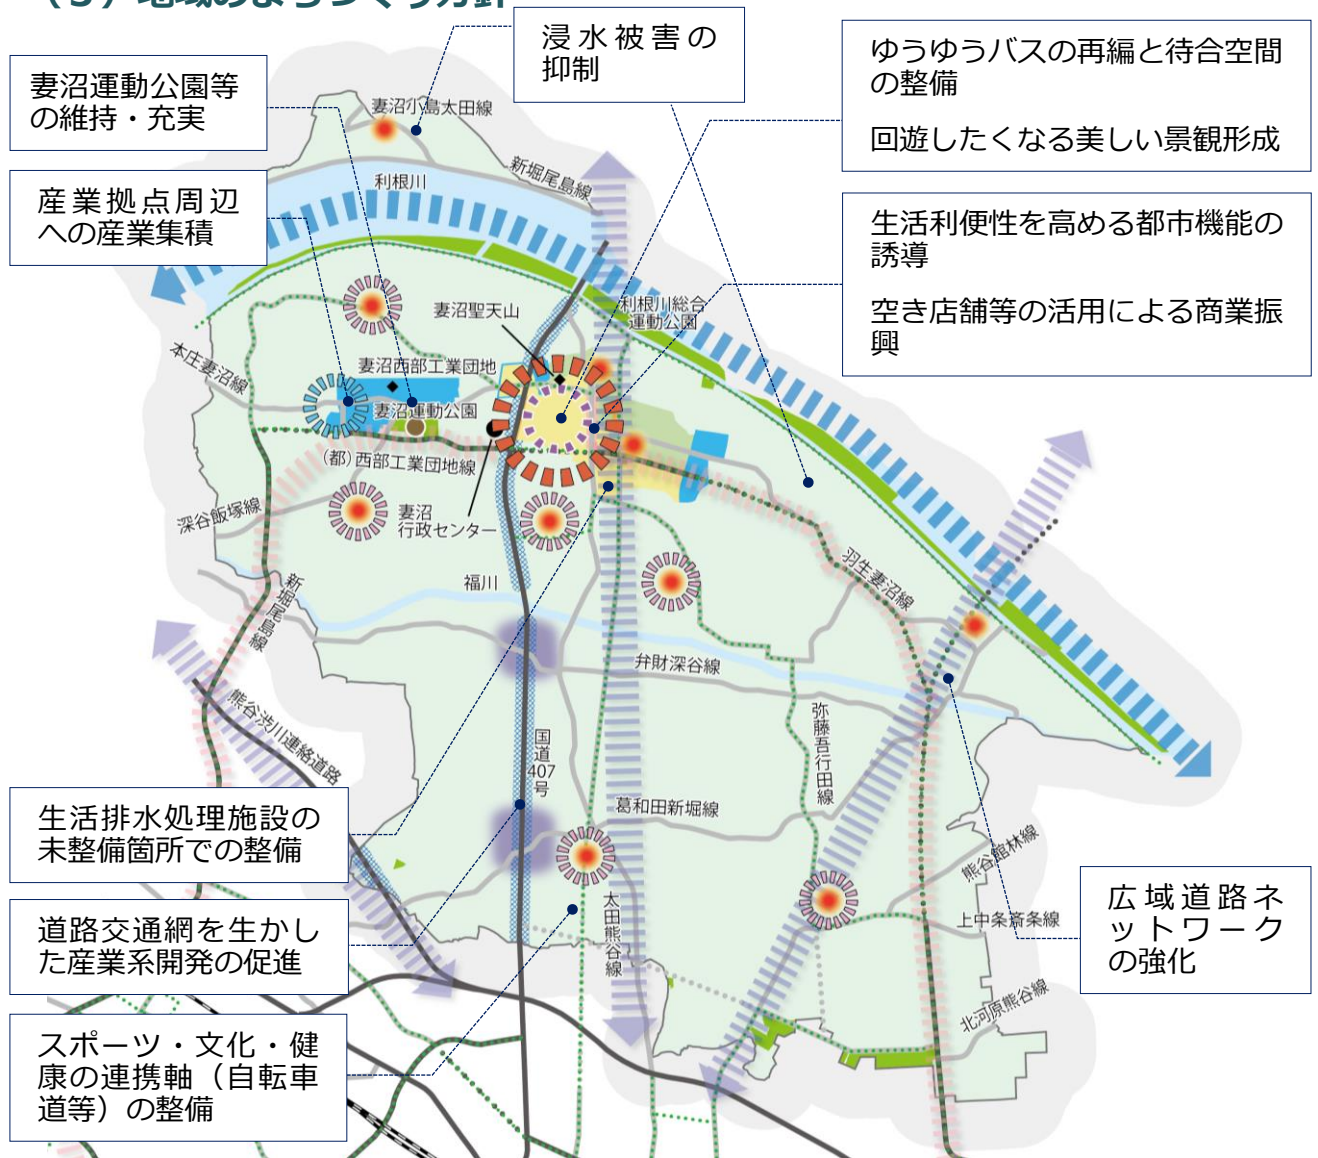 （3）地域のまちづくり方針
浸水被害の
抑制
ゆうゆうバスの再編と待合空間
の整備
回遊したくなる美しい景観形成
妻沼運動公園等
の維持・充実
産業拠点周辺
への産業集積
生活利便性を高める都市機能の
誘導
空き店舗等の活用による商業振
興
妻沼小島太田線
新堀尾島線
利根川
妻沼聖天山
利根川総合
運動公園
本庄妻沼線
妻沼西部工業団地
妻沼運動公園
（都）西部工業団地線
深谷飯塚線
妻沼
行政センター
羽生妻沼線
福川
新堀尾島線
弁財深谷線
熊谷渋川連絡道路
弥藤吾行田線
国道407号
葛和田新堀線
熊谷館林線
太田熊谷線
上中条斎条線
北河原熊谷線
生活排水処理施設の
未整備箇所での整備
道路交通網を生かし
た産業系開発の促進
スポーツ・文化・健
康の連携軸（自転車
道等）の整備
広域道路ネ
ットワーク
の強化